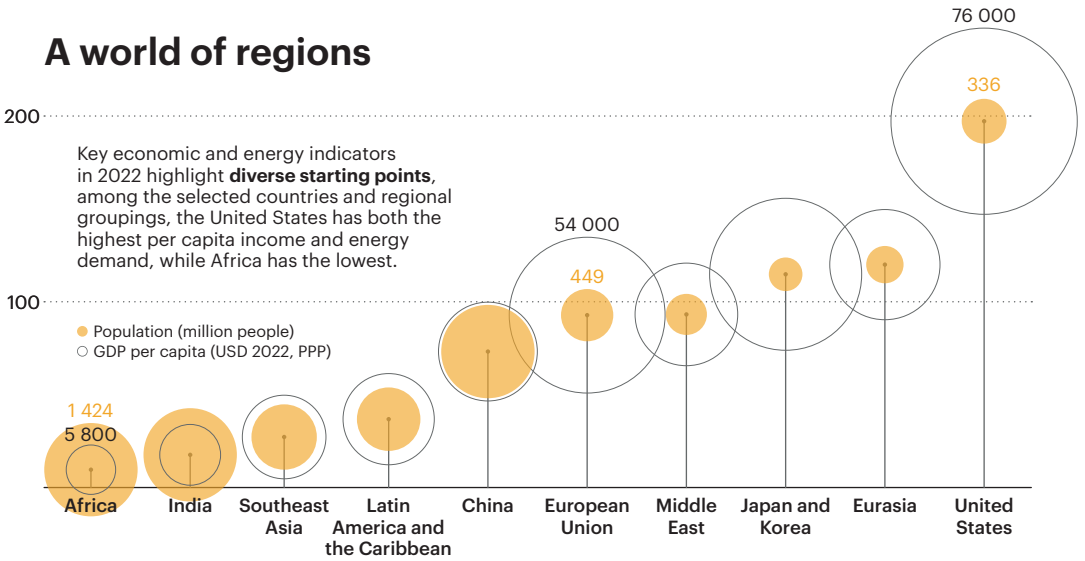 A world of regions
76 000
336
200
Key economic and energy indicators
in 2022 highlight diverse starting points,
among the selected countries and regional
groupings, the United States has both the
highest per capita income and energy
demand, while Africa has the lowest.
54 000
449
100
Population (million people)
GDP per capita (USD 2022, PPP)
1 424
5 800
Africa
India
Southeast
Asia
Latin
America and
the Caribbean
China
European
Union
Middle
East
Japan and
Korea
Eurasia
United
States